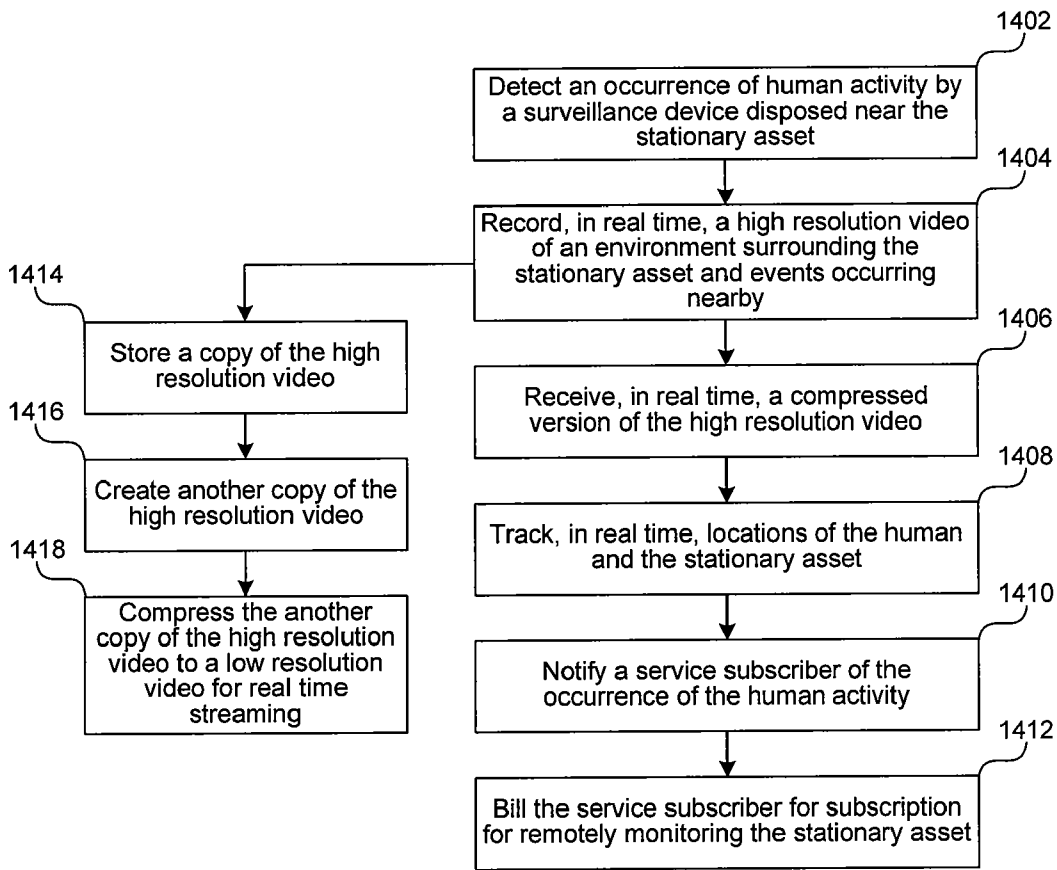 1402
Detect an occurrence of human activity by
a surveillance device disposed near the
stationary asset
1404
Record, in real time, a high resolution video
of an environment surrounding the
stationary asset and events occurring
nearby
1406
Receive, in real time, a compressed
version of the high resolution video
1408
Track, in real time, locations of the human
and the stationary asset
1410
Notify a service subscriber of the
occurrence of the human activity
1412
Bill the service subscriber for subscription
for remotely monitoring the stationary asset
1414
Store a copy of the high
resolution video
1416
Create another copy of the
high resolution video
1418
Compress the another
copy of the high resolution
video to a low resolution
video for real time
streaming